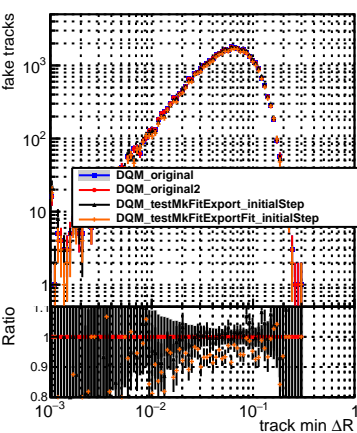 fake tracks
10³
10²
10
1
DQM_original
DQM_original2
DQM_testMkFitExport_initialStep
DQM_testMkFitExportFit_initialStep
Ratio
1.1
1
0.9
0.8
10⁻³ 10⁻² 10⁻¹ 1
track min ΔR